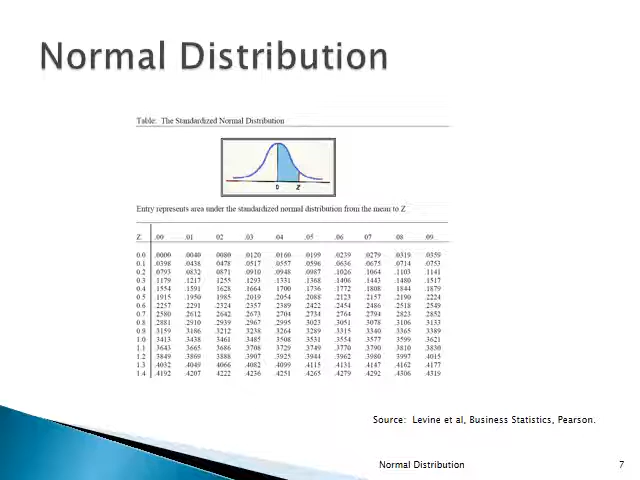 Normal Distribution
Table: The Standardized Normal Distribution
0 Z
Entry represents area under the standardized normal distribution from the mean to Z
Z .00 .01 02 .03 04 .05 .06 07 .08 .09
0.0 .0000 .0040 .0080 .0120 .0160 .0199 .0239 .0279 .0319 .0359
0.1 .0398 .0438 .0478 .0517 .0557 .0596 .0636 .0675 .0714 .0753
0.2 .0793 .0832 .0871 .0910 .0948 .0987 .1026 .1064 .1103 .1141
0.3 .1179 .1217 .1255 .1293 .1331 .1368 .1406 .1443 .1480 .1517
0.4 .1554 .1591 .1628 .1664 .1700 .1736 .1772 .1808 .1844 .1879
0.5 .1915 .1950 .1985 .2019 .2054 .2088 .2123 .2157 .2190 .2224
0.6 .2257 .2291 .2324 .2357 .2389 .2422 .2454 .2486 .2518 .2549
0.7 .2580 .2612 .2642 .2673 .2704 .2734 .2764 .2794 .2823 .2852
0.8 .2881 .2910 .2939 .2967 .2995 .3023 .3051 .3078 .3106 .3133
0.9 .3159 .3186 .3212 .3238 .3264 .3289 .3315 .3340 .3365 .3389
1.0 .3413 .3438 .3461 .3485 .3508 .3531 .3554 .3577 .3599 .3621
1.1 .3643 .3665 .3686 .3708 .3729 .3749 .3770 .3790 .3810 .3830
1.2 .3849 .3869 .3888 .3907 .3925 .3944 .3962 .3980 .3997 .4015
1.3 .4032 .4049 .4066 .4082 .4099 .4115 .4131 .4147 .4162 .4177
1.4 .4192 .4207 .4222 .4236 .4251 .4265 .4279 .4292 .4306 .4319
Source: Levine et al, Business Statistics, Pearson.
Normal Distribution 7